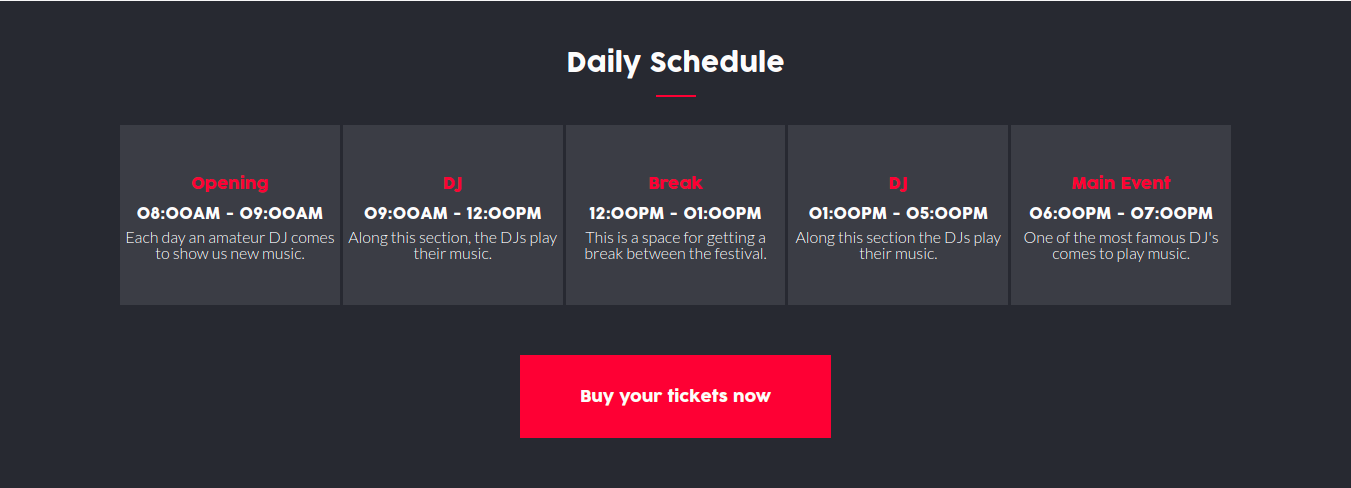 Daily Schedule
Opening
08:00AM - 09:00AM
Each day an amateur DJ comes
to show us new music.
DJ
09:00AM - 12:00PM
Along this section, the DJs play
their music.
Break
12:00PM - 01:00PM
This is a space for getting a
break between the festival.
DJ
01:00PM - 05:00PM
Along this section the DJs play
their music.
Main Event
06:00PM - 07:00PM
One of the most famous DJ's
comes to play music.
Buy your tickets now